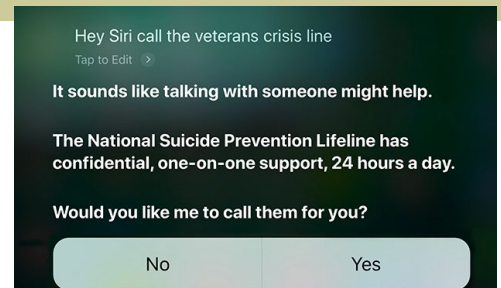 Hey Siri call the veterans crisis line
Tap to Edit >
It sounds like talking with someone might help.
The National Suicide Prevention Lifeline has
confidential, one-on-one support, 24 hours a day.
Would you like me to call them for you?
No
Yes